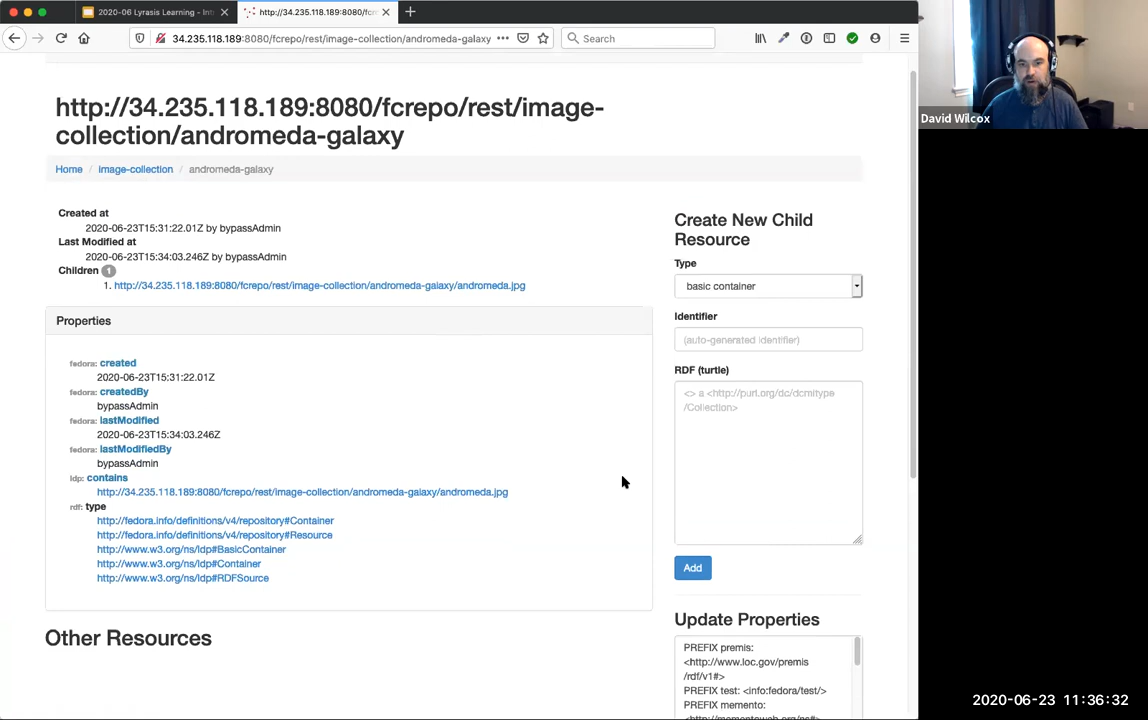 2020-06 Lyrasis Learning - Int
http://34.235.118.189:8080/fcr
34.235.118.189:8080/fcrepo/rest/image-collection/andromeda-galaxy
Search
David Wilcox
http://34.235.118.189:8080/fcrepo/rest/image-
collection/andromeda-galaxy
Home / image-collection / andromeda-galaxy
Created at
2020-06-23T15:31:22.01Z by bypassAdmin
Last Modified at
2020-06-23T15:34:03.246Z by bypassAdmin
Children 1
1. http://34.235.118.189:8080/fcrepo/rest/image-collection/andromeda-galaxy/andromeda.jpg
Properties
fedora: created
2020-06-23T15:31:22.01Z
fedora: createdBy
bypassAdmin
fedora: lastModified
2020-06-23T15:34:03.246Z
fedora: lastModifiedBy
bypassAdmin
ldp: contains
http://34.235.118.189:8080/fcrepo/rest/image-collection/andromeda-galaxy/andromeda.jpg
rdf: type
http://fedora.info/definitions/v4/repository#Container
http://fedora.info/definitions/v4/repository#Resource
http://www.w3.org/ns/ldp#BasicContainer
http://www.w3.org/ns/ldp#Container
http://www.w3.org/ns/ldp#RDFSource
Other Resources
Create New Child
Resource
Type
basic container
Identifier
(auto-generated identifier)
RDF (turtle)
<> a <http://purl.org/dc/dcmitype
/Collection>
Add
Update Properties
PREFIX premis:
<http://www.loc.gov/premis
/rdf/v1#>
PREFIX test: <info:fedora/test/>
PREFIX memento:
<http://mementoweb.org/ns#>
2020-06-23 11:36:32